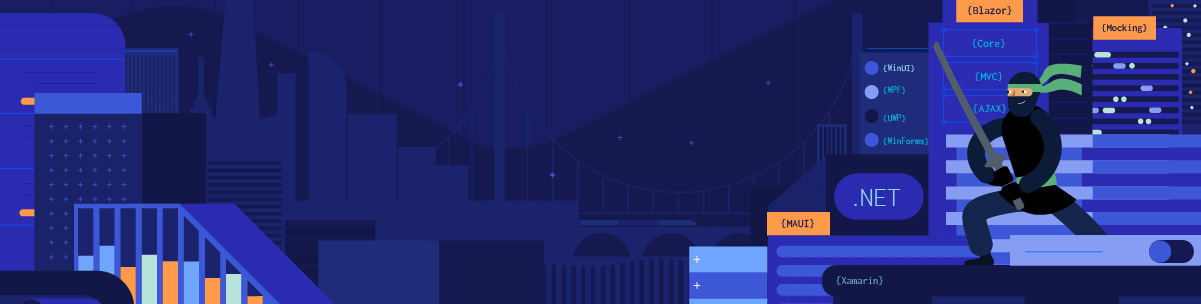 {Blazor}
{Mocking}
{Core}
{WinUI}
{MVC}
{WPF}
{AJAX}
{UWP}
{WinForms}
.NET
{MAUI}
{Xamarin}